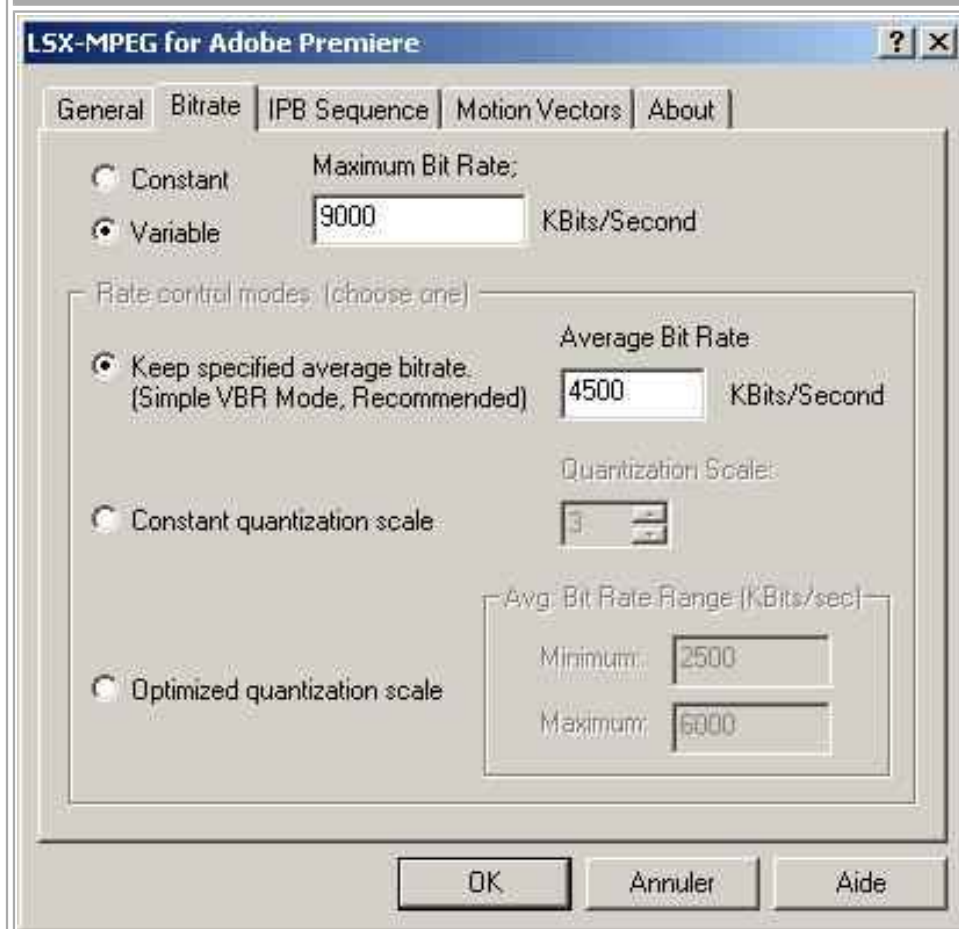 LSX-MPEG for Adobe Premiere
General Bitrate IPB Sequence Motion Vectors About
Constant
Maximum Bit Rate;
Variable
9000 KBits/Second
Rate control modes: (choose one)
Average Bit Rate
Keep specified average bitrate.
(Simple VBR Mode, Recommended)
4500 KBits/Second
Quantization Scale:
Constant quantization scale
3
Avg. Bit Rate Range (KBits/sec)
Minimum: 2500
Optimized quantization scale
Maximum: 6000
OK Annuler Aide